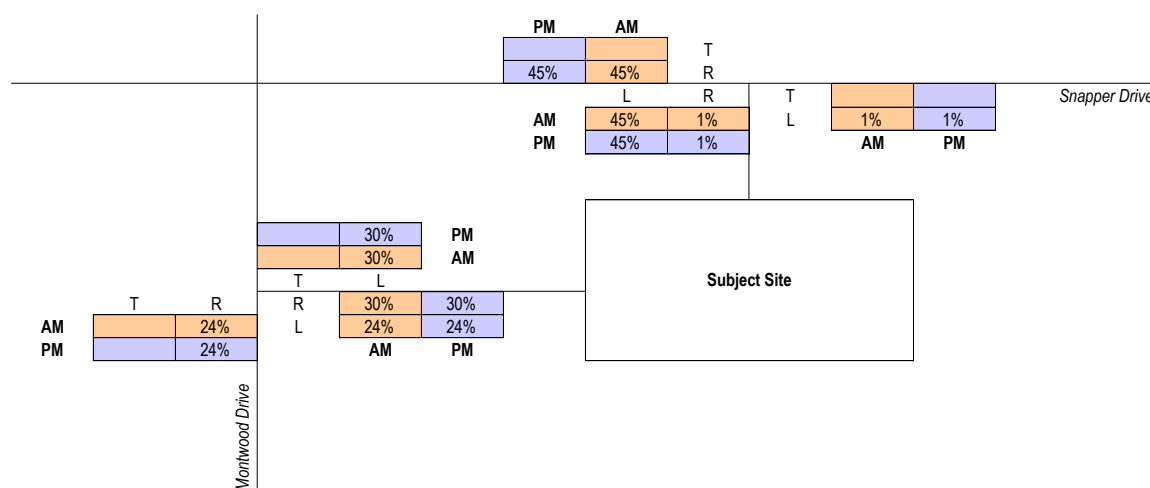 PM AM
T
45% 45% R
Snapper Drive
L R T
AM 45% 1% L 1% 1%
PM 45% 1% AM PM
30% PM
30% AM
T L
Subject Site
T R R 30% 30%
AM 24% L 24% 24%
PM 24% AM PM
Montwood Drive